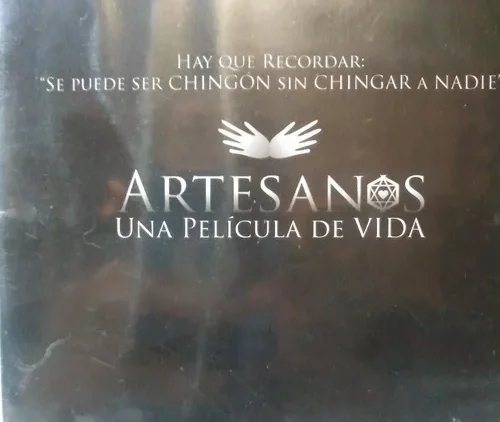 HAY QUE RECORDAR:
"SE PUEDE SER CHINGÓN SIN CHINGAR A NADIE"
ARTESANOS
UNA PELÍCULA DE VIDA